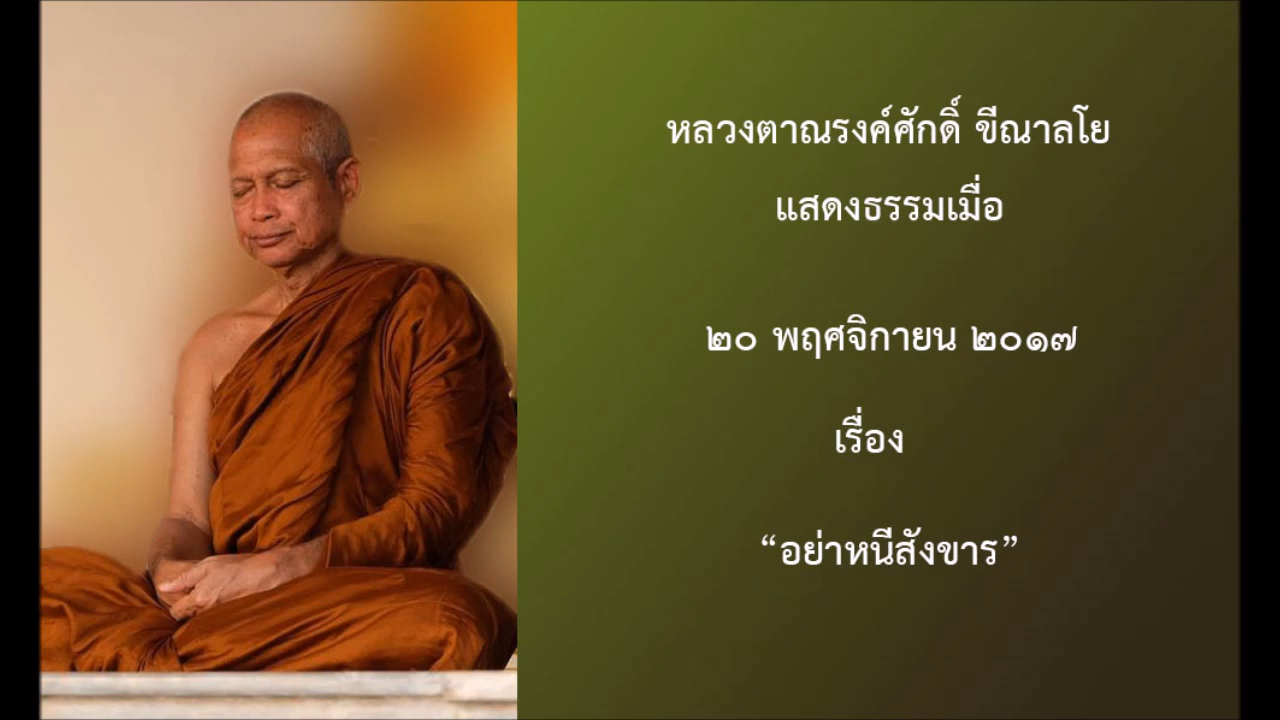 หลวงตาณรงค์ศักดิ์ ขีณาลโย
แสดงธรรมเมื่อ
๒๐ พฤศจิกายน ๒๐๑๗
เรื่อง
“อย่าหนีสังขาร”